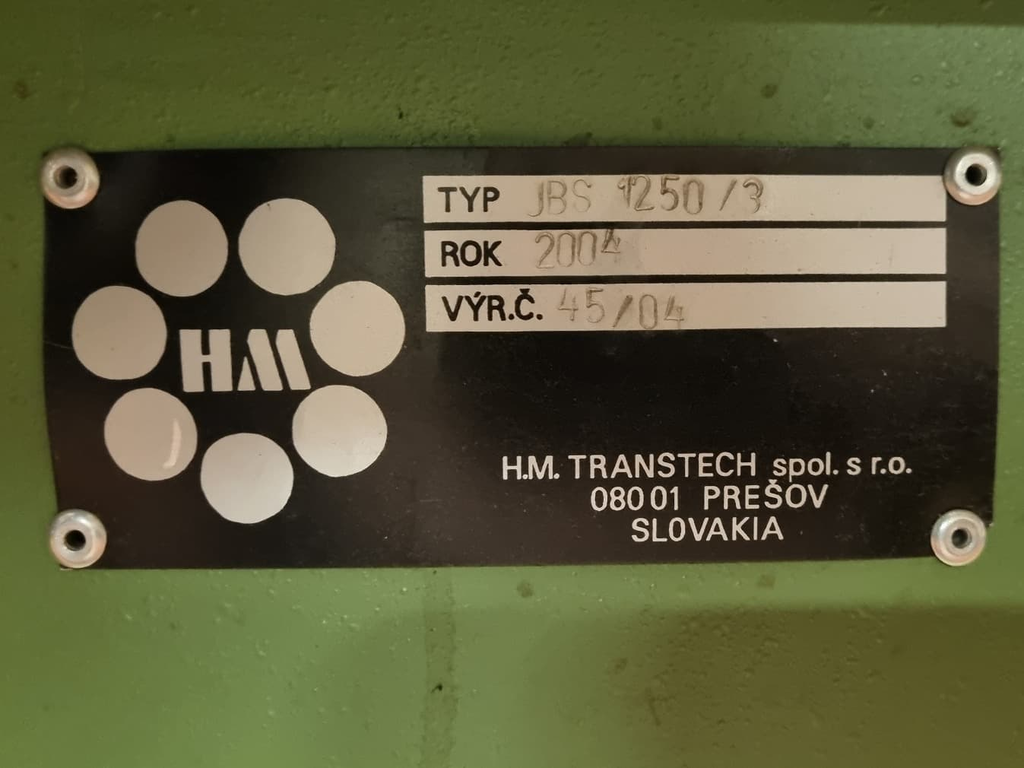 TYP JBS 1250/3
ROK 2004
VÝR.Č. 45/04
HM
H.M. TRANSTECH spol. s r.o.
080 01 PREŠOV
SLOVAKIA